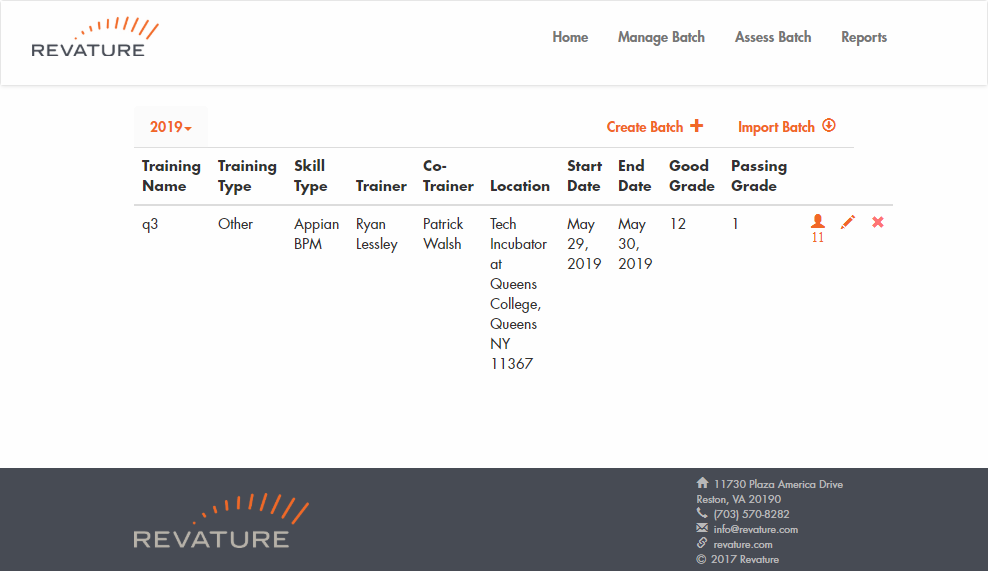 REVATURE
Home Manage Batch Assess Batch Reports
2019 Create Batch Import Batch
Training Name Training Type Skill Type Trainer Co-Trainer Location Start Date End Date Good Grade Passing Grade
q3 Other Appian BPM Ryan Lessley Patrick Walsh Tech Incubator at Queens College, Queens NY 11367 May 29, 2019 May 30, 2019 12 1 11
REVATURE
11730 Plaza America Drive
Reston, VA 20190
(703) 570-8282
info@revature.com
revature.com
© 2017 Revature